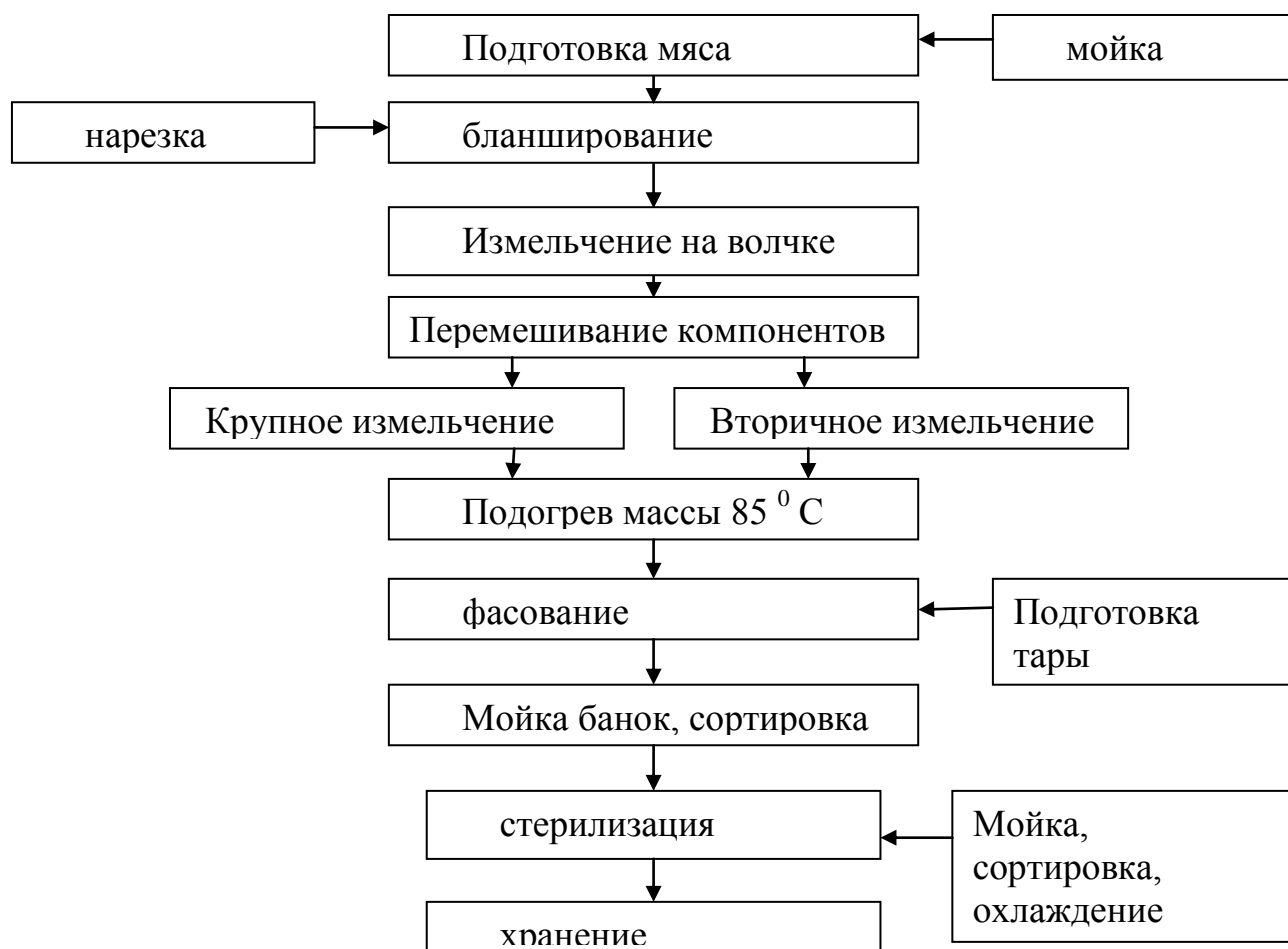 Подготовка мяса
мойка
нарезка
бланширование
Измельчение на волчке
Перемешивание компонентов
Крупное измельчение
Вторичное измельчение
Подогрев массы 85 ⁰ С
фасование
Подготовка
тары
Мойка банок, сортировка
стерилизация
Мойка,
сортировка,
охлаждение
хранение